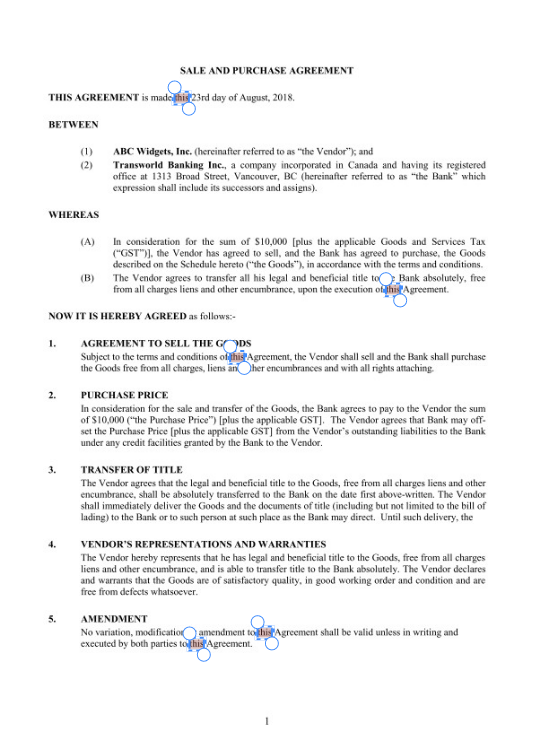 SALE AND PURCHASE AGREEMENT
THIS AGREEMENT is made this 23rd day of August, 2018.
BETWEEN
(1) ABC Widgets, Inc. (hereinafter referred to as “the Vendor”); and
(2) Transworld Banking Inc., a company incorporated in Canada and having its registered
office at 1313 Broad Street, Vancouver, BC (hereinafter referred to as “the Bank” which
expression shall include its successors and assigns).
WHEREAS
(A) In consideration for the sum of $10,000 [plus the applicable Goods and Services Tax
(“GST”)], the Vendor has agreed to sell, and the Bank has agreed to purchase, the Goods
described on the Schedule hereto (“the Goods”), in accordance with the terms and conditions.
(B) The Vendor agrees to transfer all his legal and beneficial title to Bank absolutely, free
from all charges liens and other encumbrance, upon the execution of this Agreement.
NOW IT IS HEREBY AGREED as follows:-
1. AGREEMENT TO SELL THE GOODS
Subject to the terms and conditions of this Agreement, the Vendor shall sell and the Bank shall purchase
the Goods free from all charges, liens and other encumbrances and with all rights attaching.
2. PURCHASE PRICE
In consideration for the sale and transfer of the Goods, the Bank agrees to pay to the Vendor the sum
of $10,000 (“the Purchase Price”) [plus the applicable GST]. The Vendor agrees that Bank may off-
set the Purchase Price [plus the applicable GST] from the Vendor’s outstanding liabilities to the Bank
under any credit facilities granted by the Bank to the Vendor.
3. TRANSFER OF TITLE
The Vendor agrees that the legal and beneficial title to the Goods, free from all charges liens and other
encumbrance, shall be absolutely transferred to the Bank on the date first above-written. The Vendor
shall immediately deliver the Goods and the documents of title (including but not limited to the bill of
lading) to the Bank or to such person at such place as the Bank may direct. Until such delivery, the
4. VENDOR’S REPRESENTATIONS AND WARRANTIES
The Vendor hereby represents that he has legal and beneficial title to the Goods, free from all charges
liens and other encumbrance, and is able to transfer title to the Bank absolutely. The Vendor declares
and warrants that the Goods are of satisfactory quality, in good working order and condition and are
free from defects whatsoever.
5. AMENDMENT
No variation, modification amendment to this Agreement shall be valid unless in writing and
executed by both parties to this Agreement.
1